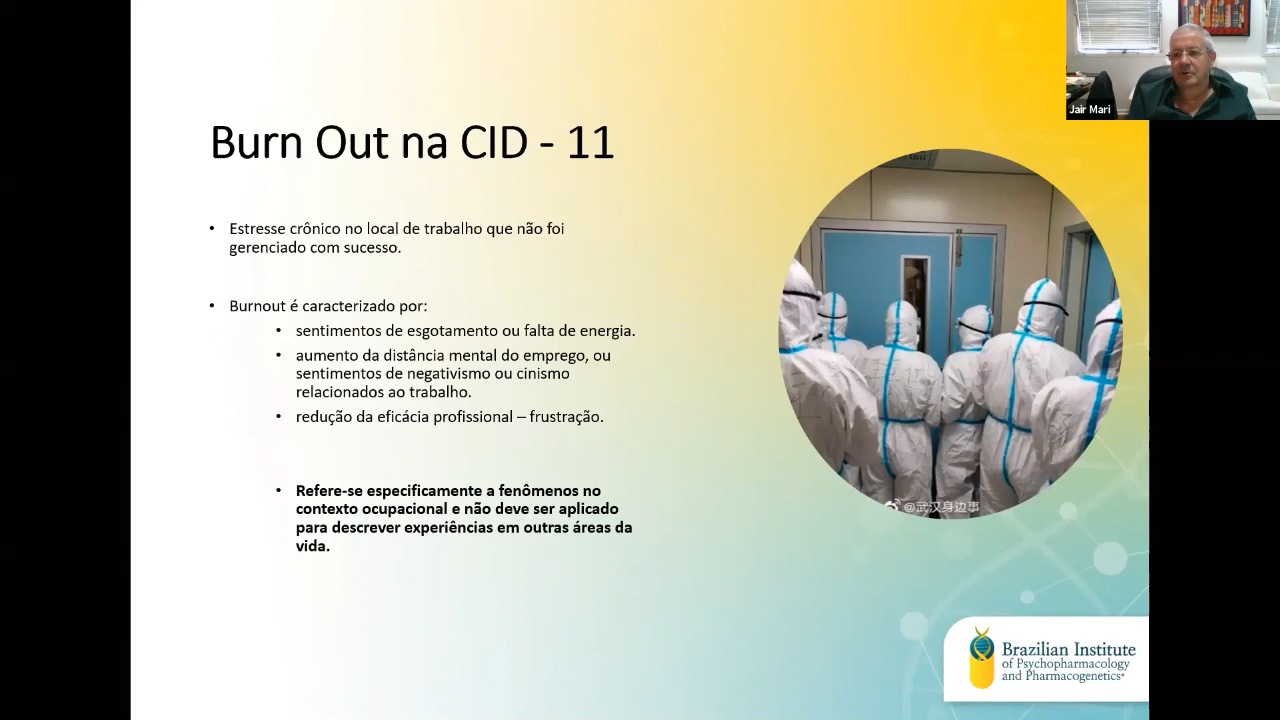 Jair Mari
Burn Out na CID - 11
• Estresse crônico no local de trabalho que não foi
gerenciado com sucesso.
• Burnout é caracterizado por:
• sentimentos de esgotamento ou falta de energia.
• aumento da distância mental do emprego, ou
sentimentos de negativismo ou cinismo
relacionados ao trabalho.
• redução da eficácia profissional – frustração.
• Refere-se especificamente a fenômenos no
contexto ocupacional e não deve ser aplicado
para descrever experiências em outras áreas da
vida.
@武汉身边事
Brazilian Institute
of Psychopharmacology
and Pharmacogenetics®